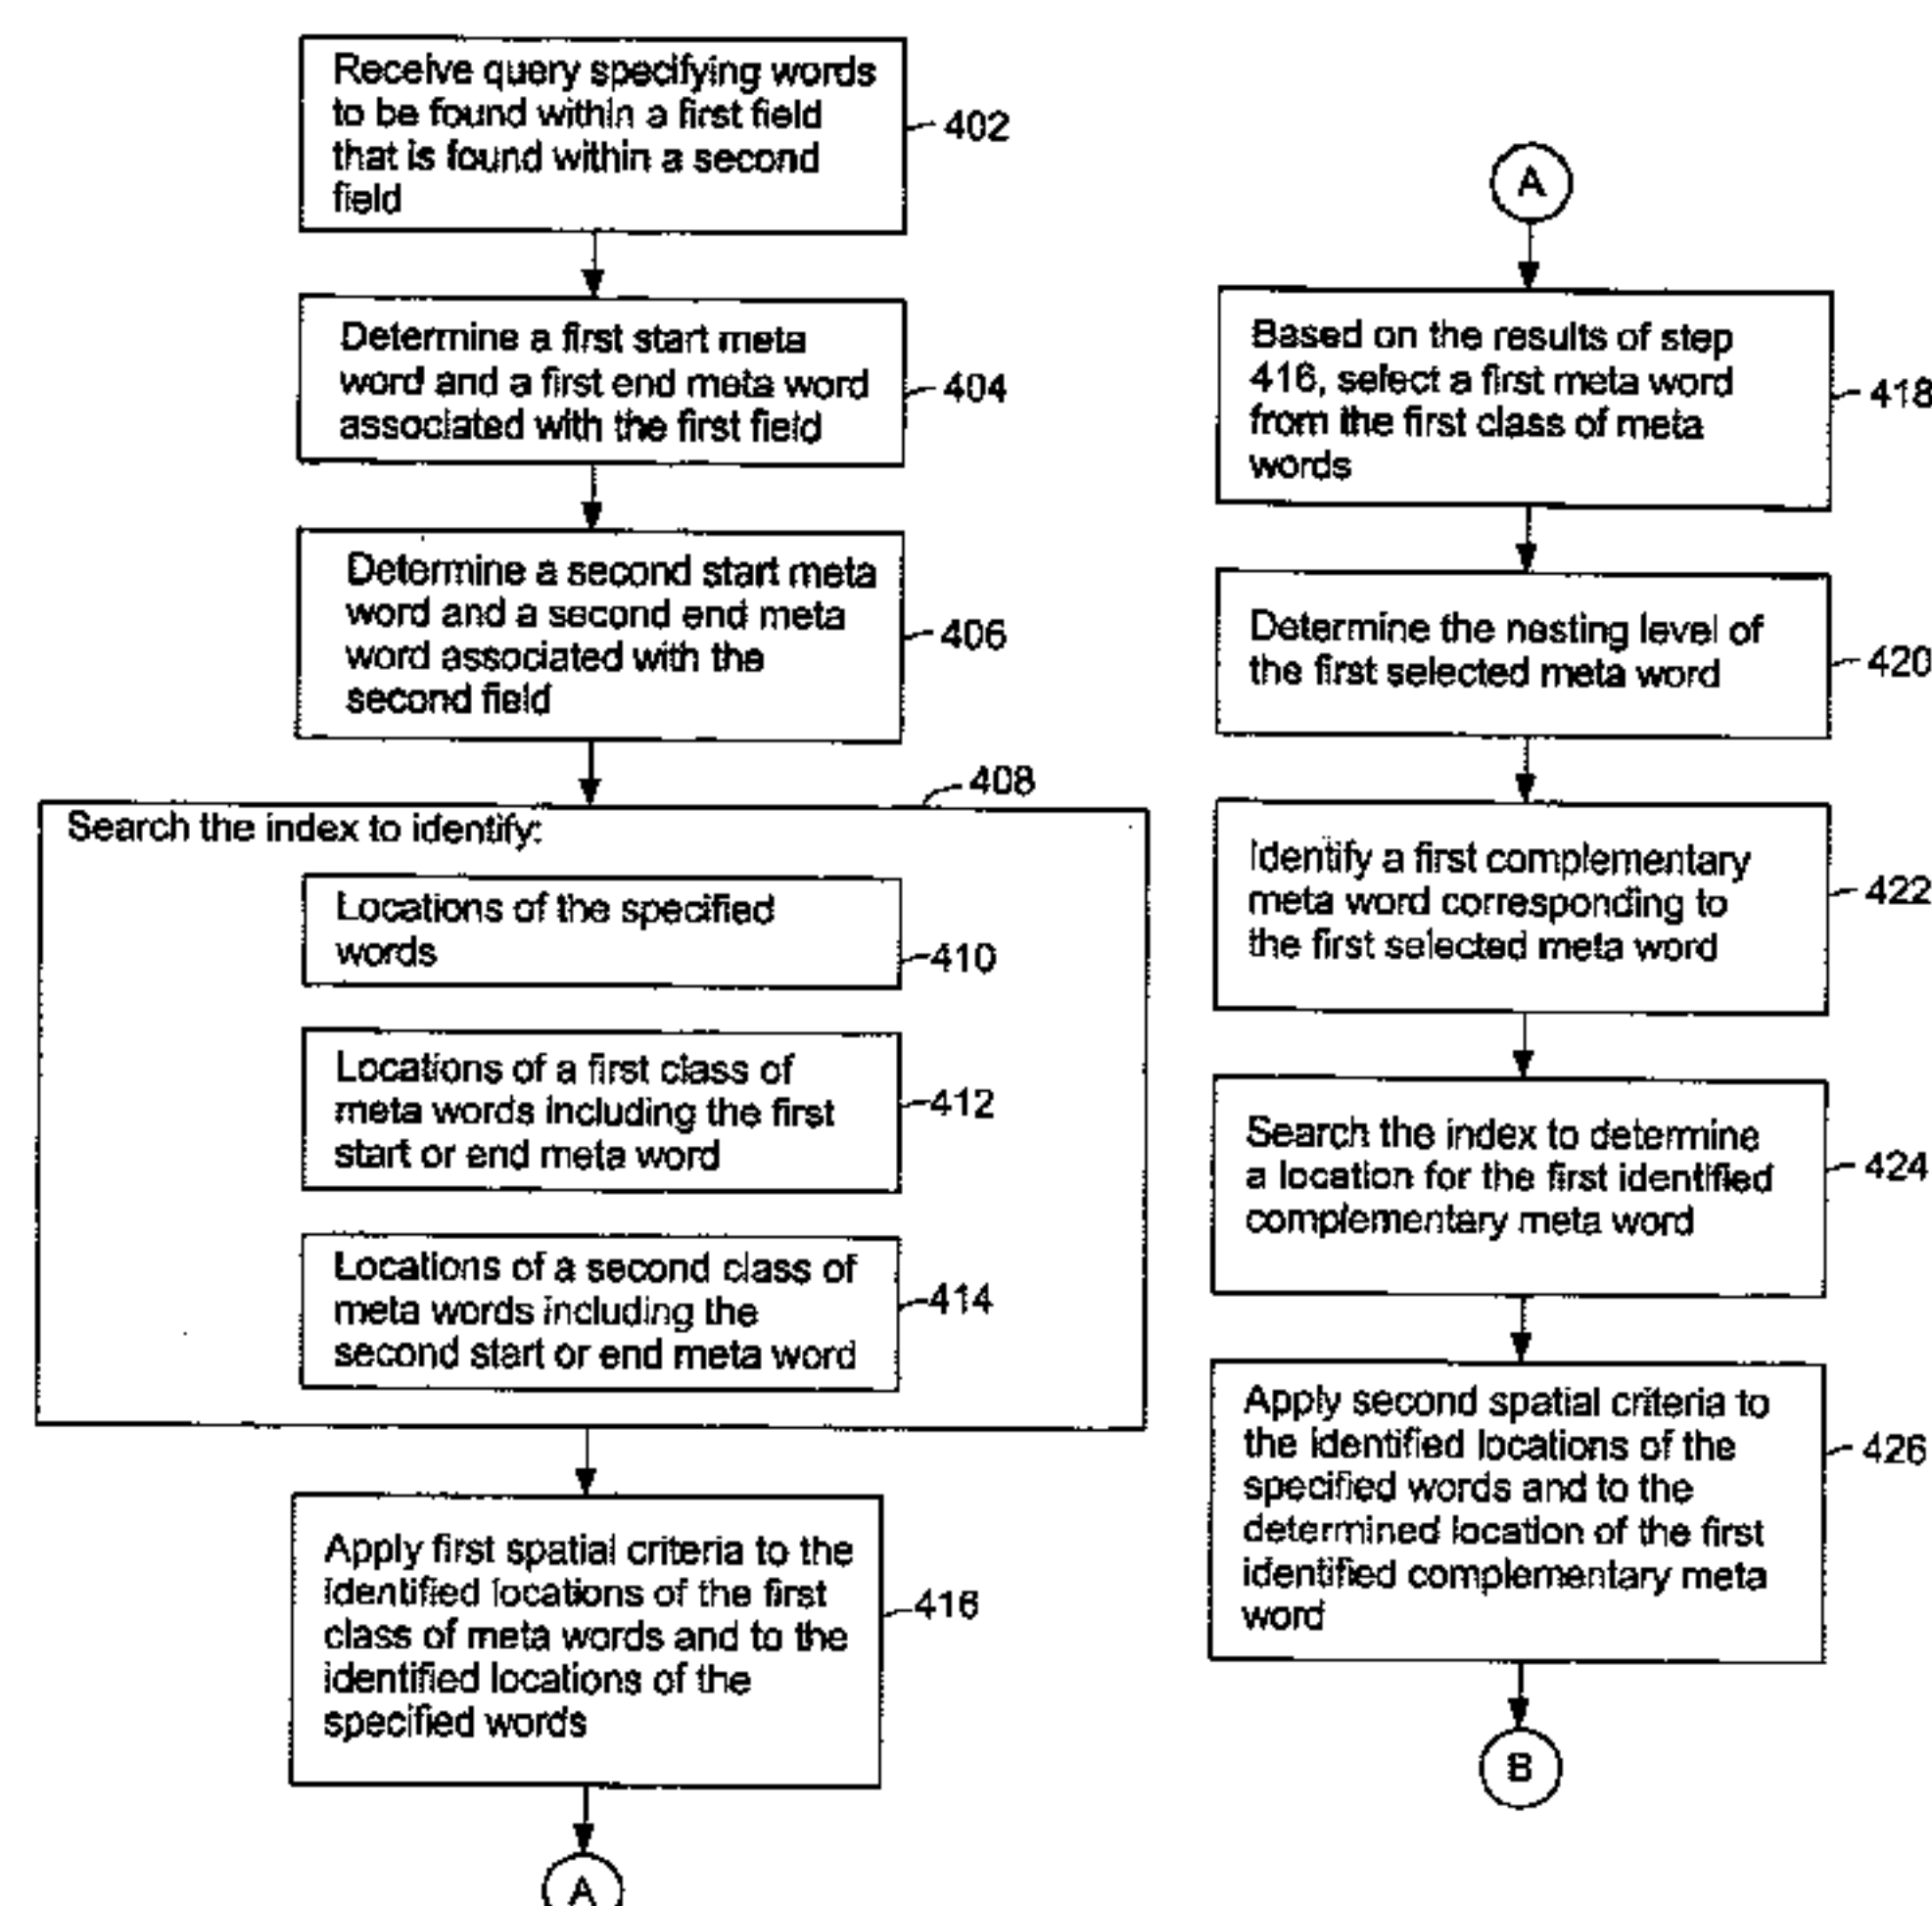 Receive query specifying words
to be found within a first field
that is found within a second
field
402
Determine a first start meta
word and a first end meta word
associated with the first field
404
Determine a second start meta
word and a second end meta
word associated with the
second field
406
408
Search the index to identify:
Locations of the specified
words
410
Locations of a first class of
meta words including the first
start or end meta word
412
Locations of a second class of
meta words including the
second start or end meta word
414
Apply first spatial criteria to the
identified locations of the first
class of meta words and to the
identified locations of the
specified words
416
A
A
Based on the results of step
416, select a first meta word
from the first class of meta
words
418
Determine the nesting level of
the first selected meta word
420
Identify a first complementary
meta word corresponding to
the first selected meta word
422
Search the index to determine
a location for the first identified
complementary meta word
424
Apply second spatial criteria to
the identified locations of the
specified words and to the
determined location of the first
identified complementary meta
word
426
B